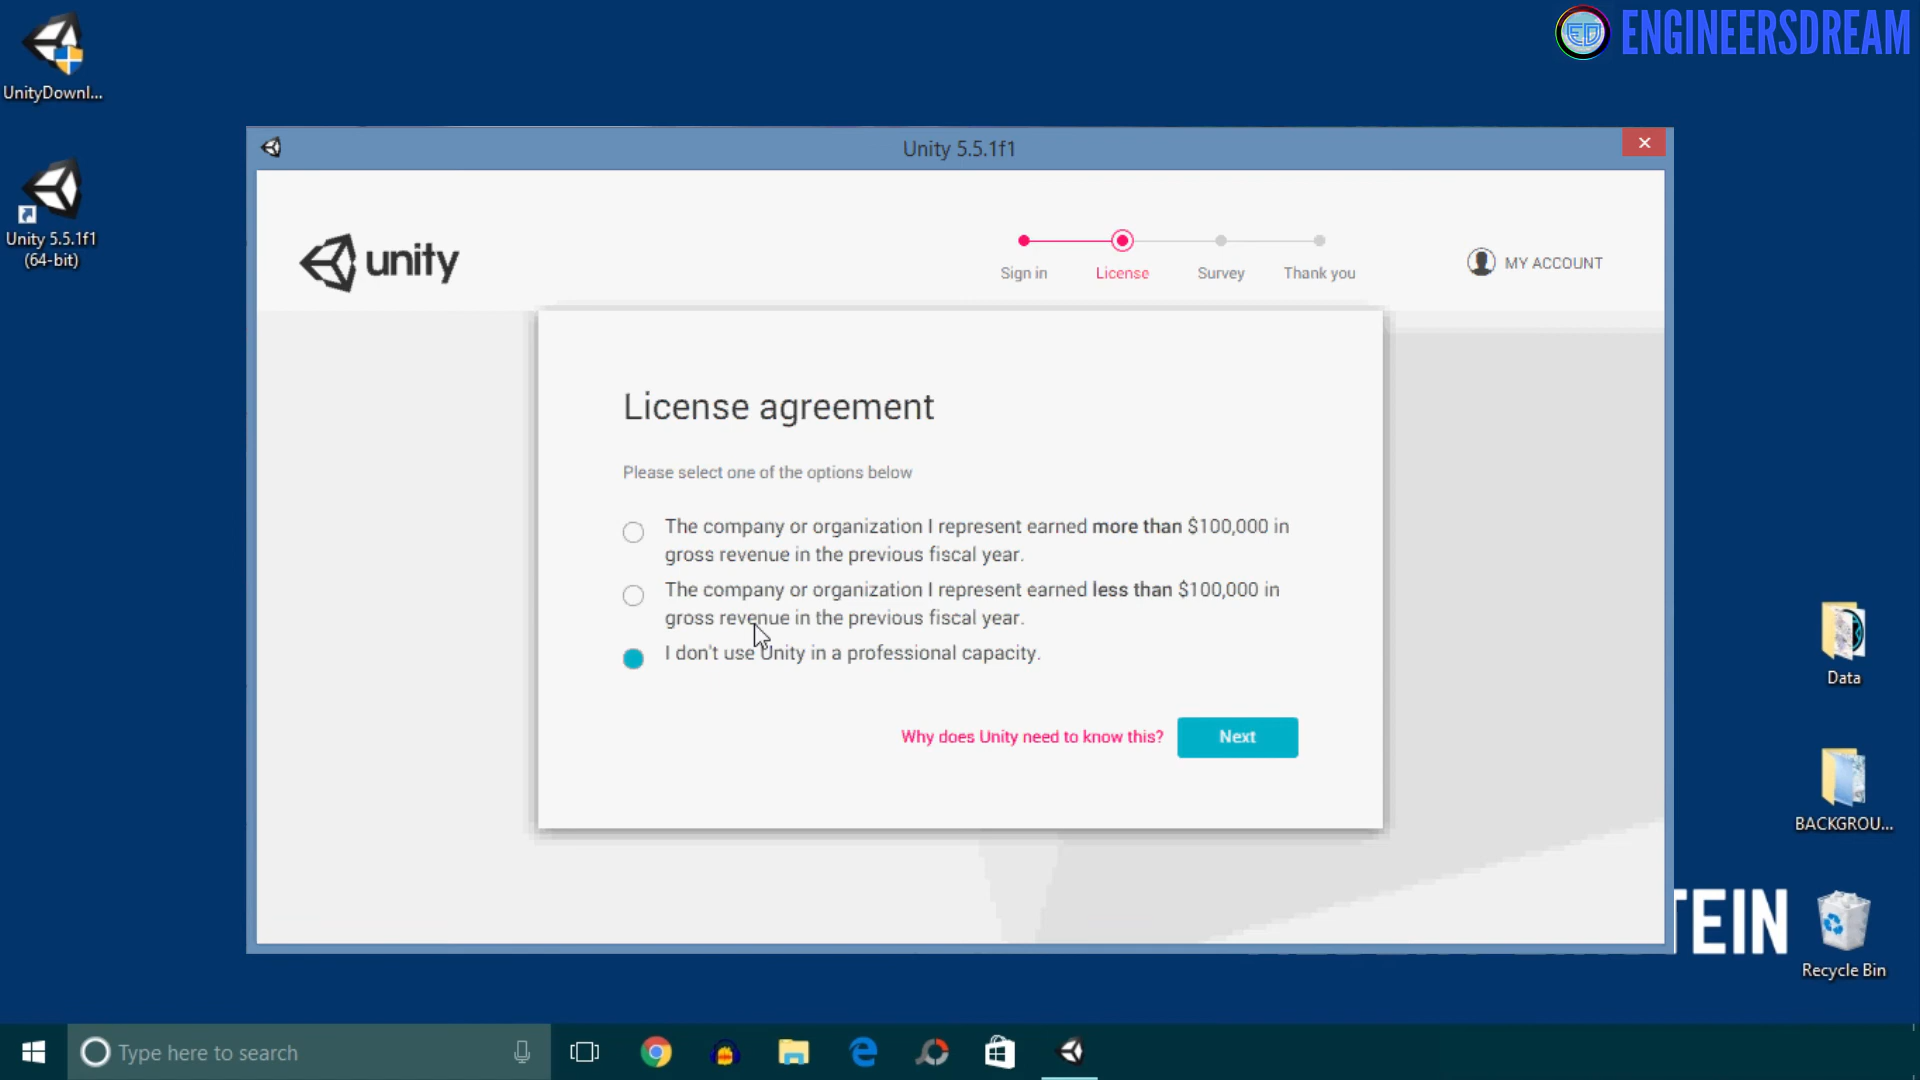 ENGINEERSDREAM
UnityDownl...
Unity 5.5.1f1
(64-bit)
Unity 5.5.1f1
unity
Sign in
License
Survey
Thank you
MY ACCOUNT
License agreement
Please select one of the options below
The company or organization I represent earned more than $100,000 in
gross revenue in the previous fiscal year.
The company or organization I represent earned less than $100,000 in
gross revenue in the previous fiscal year.
I don't use Unity in a professional capacity.
Why does Unity need to know this?
Next
Data
BACKGROU...
TEIN
Recycle Bin
Type here to search